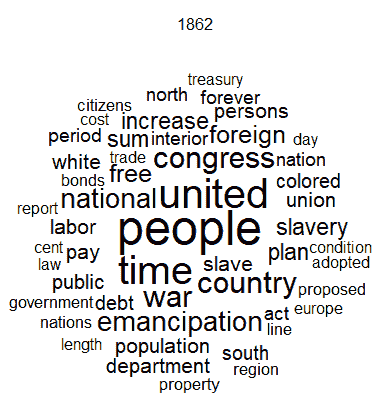 1862
treasury
north forever
citizens persons
cost increase
period sum interior foreign day
white trade congress nation
bonds free colored
report national united union
labor people slavery
cent pay plan condition
law time slave adopted
public country proposed
government debt war act europe
nations emancipation line
length population south
department region
property